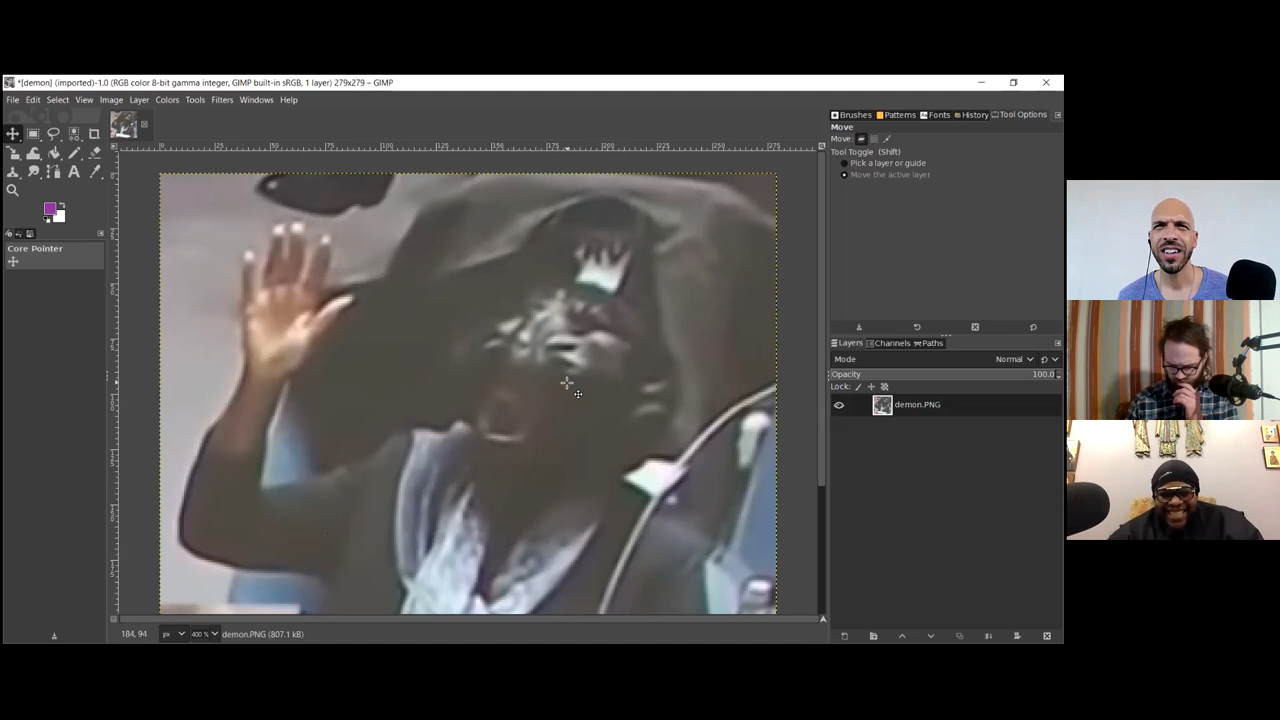 *[demon] (imported)-1.0 (RGB color 8-bit gamma integer, GIMP built-in sRGB, 1 layer) 279x279 – GIMP
File Edit Select View Image Layer Colors Tools Filters Windows Help
Brushes Patterns Fonts History Tool Options
Move
Move:
Tool Toggle (Shift)
Pick a layer or guide
Move the active layer
Core Pointer
Layers Channels Paths
Mode Normal
Opacity 100.0
Lock:
demon.PNG
184, 94 px 400 % demon.PNG (807.1 kB)